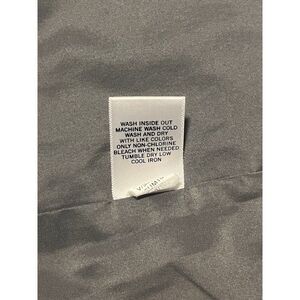 WASH INSIDE OUT
MACHINE WASH COLD
WASH AND DRY
WITH LIKE COLORS
ONLY NON-CHLORINE
BLEACH WHEN NEEDED
TUMBLE DRY LOW
COOL IRON